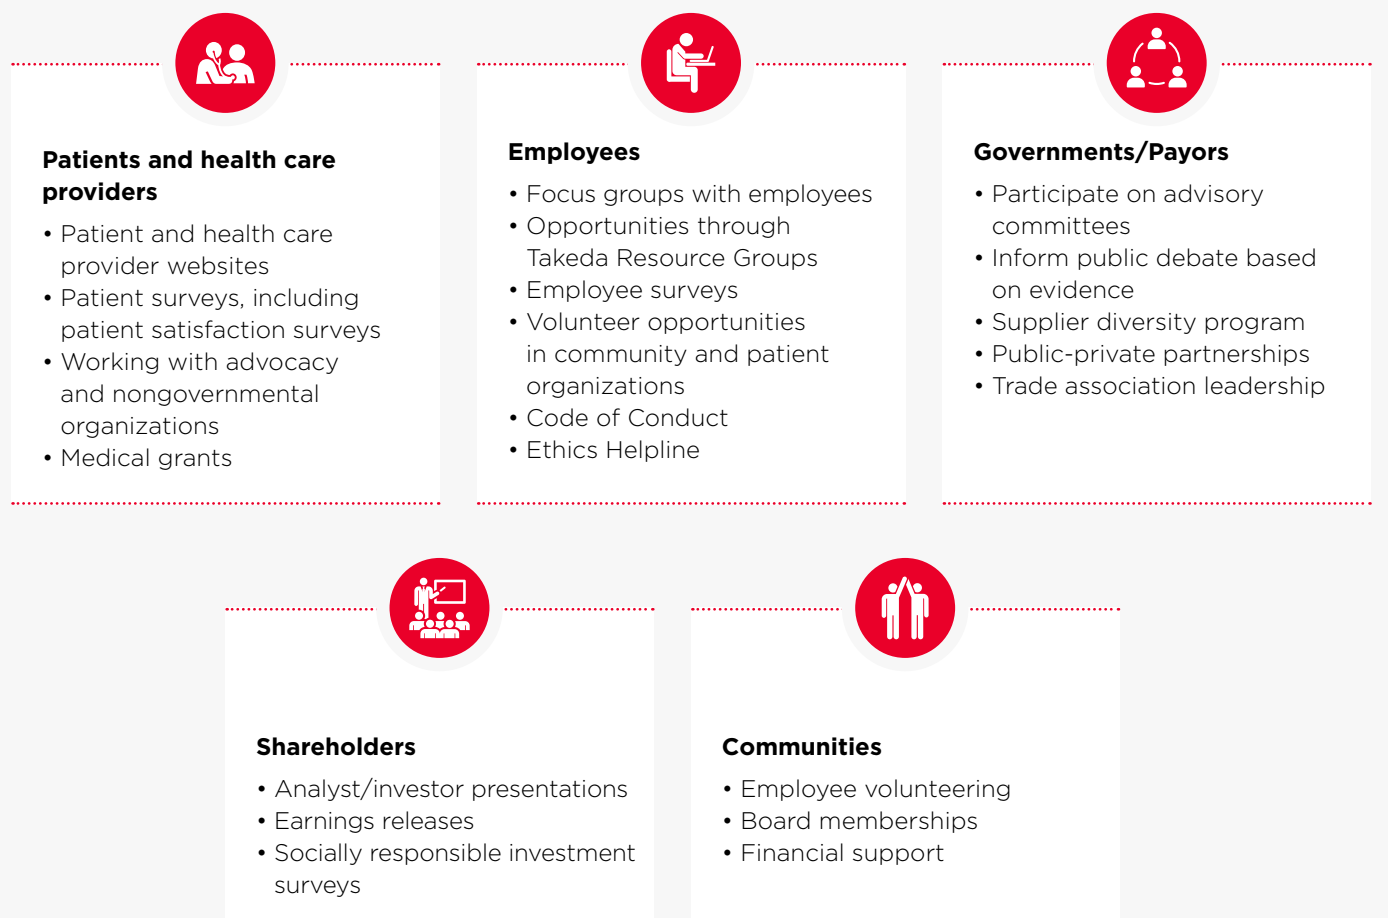 Patients and health care
providers
• Patient and health care
provider websites
• Patient surveys, including
patient satisfaction surveys
• Working with advocacy
and nongovernmental
organizations
• Medical grants
Employees
• Focus groups with employees
• Opportunities through
Takeda Resource Groups
• Employee surveys
• Volunteer opportunities
in community and patient
organizations
• Code of Conduct
• Ethics Helpline
Governments/Payors
• Participate on advisory
committees
• Inform public debate based
on evidence
• Supplier diversity program
• Public-private partnerships
• Trade association leadership
Shareholders
• Analyst/investor presentations
• Earnings releases
• Socially responsible investment
surveys
Communities
• Employee volunteering
• Board memberships
• Financial support